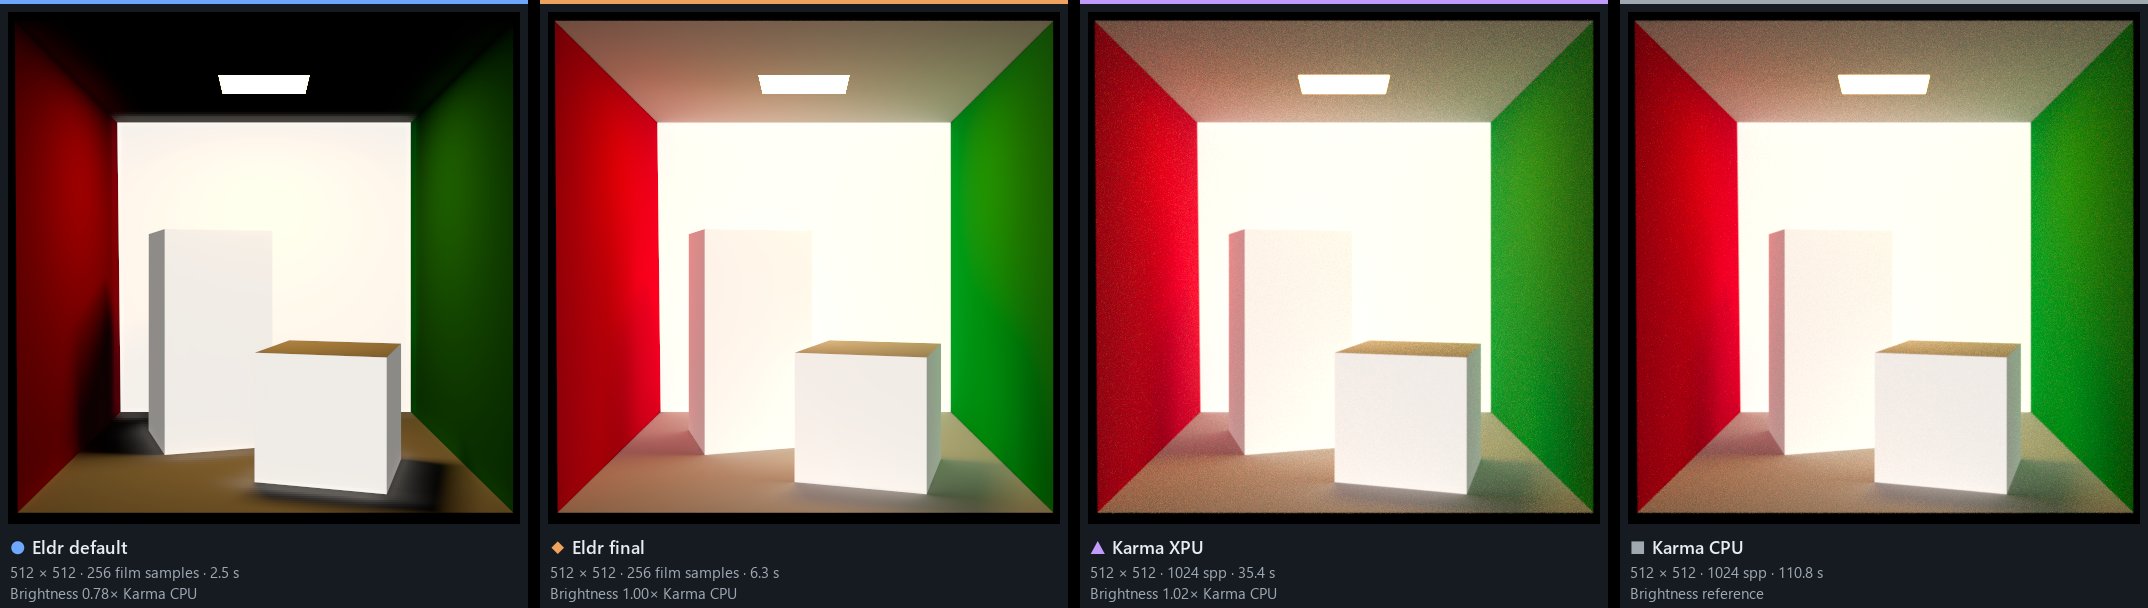 Eldr default
512 × 512 · 256 film samples · 2.5 s
Brightness 0.78× Karma CPU
Eldr final
512 × 512 · 256 film samples · 6.3 s
Brightness 1.00× Karma CPU
Karma XPU
512 × 512 · 1024 spp · 35.4 s
Brightness 1.02× Karma CPU
Karma CPU
512 × 512 · 1024 spp · 110.8 s
Brightness reference